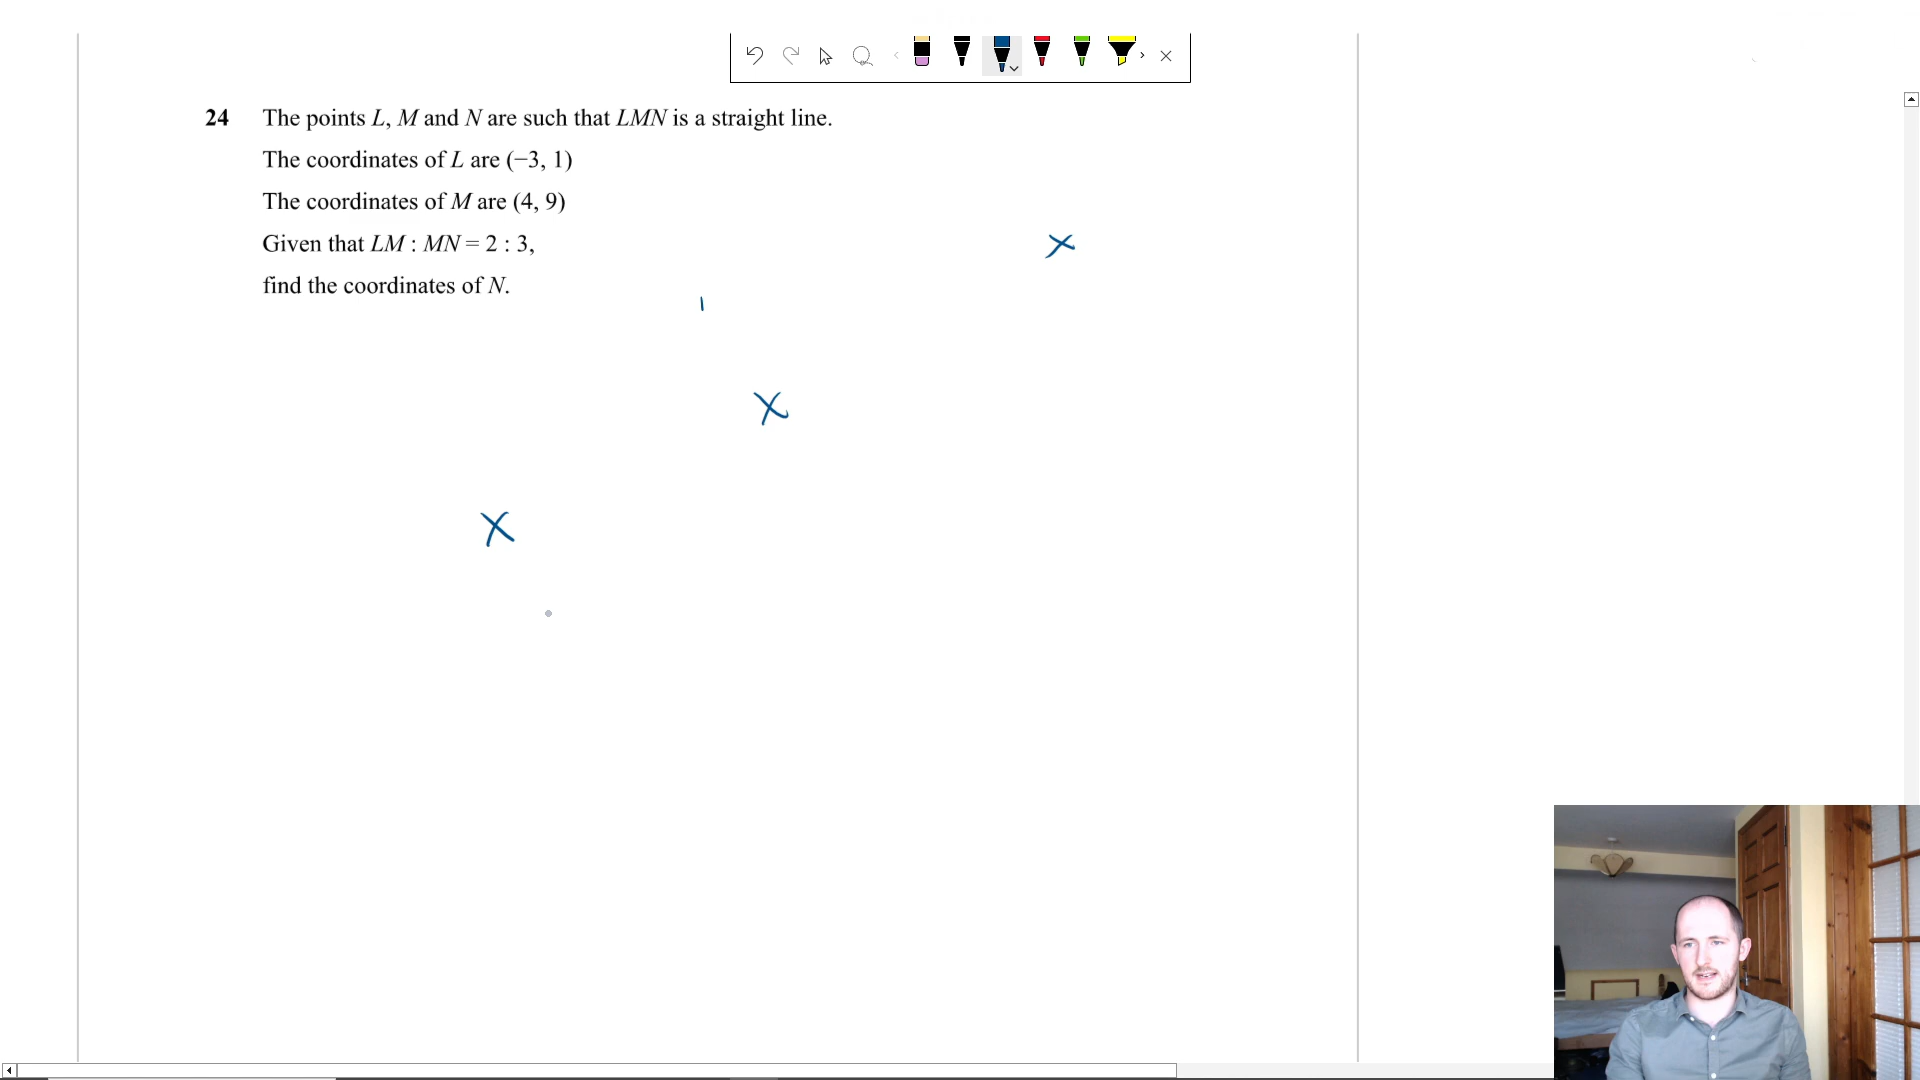 24 The points L, M and N are such that LMN is a straight line.
The coordinates of L are (−3, 1)
The coordinates of M are (4, 9)
Given that LM : MN = 2 : 3,
find the coordinates of N.